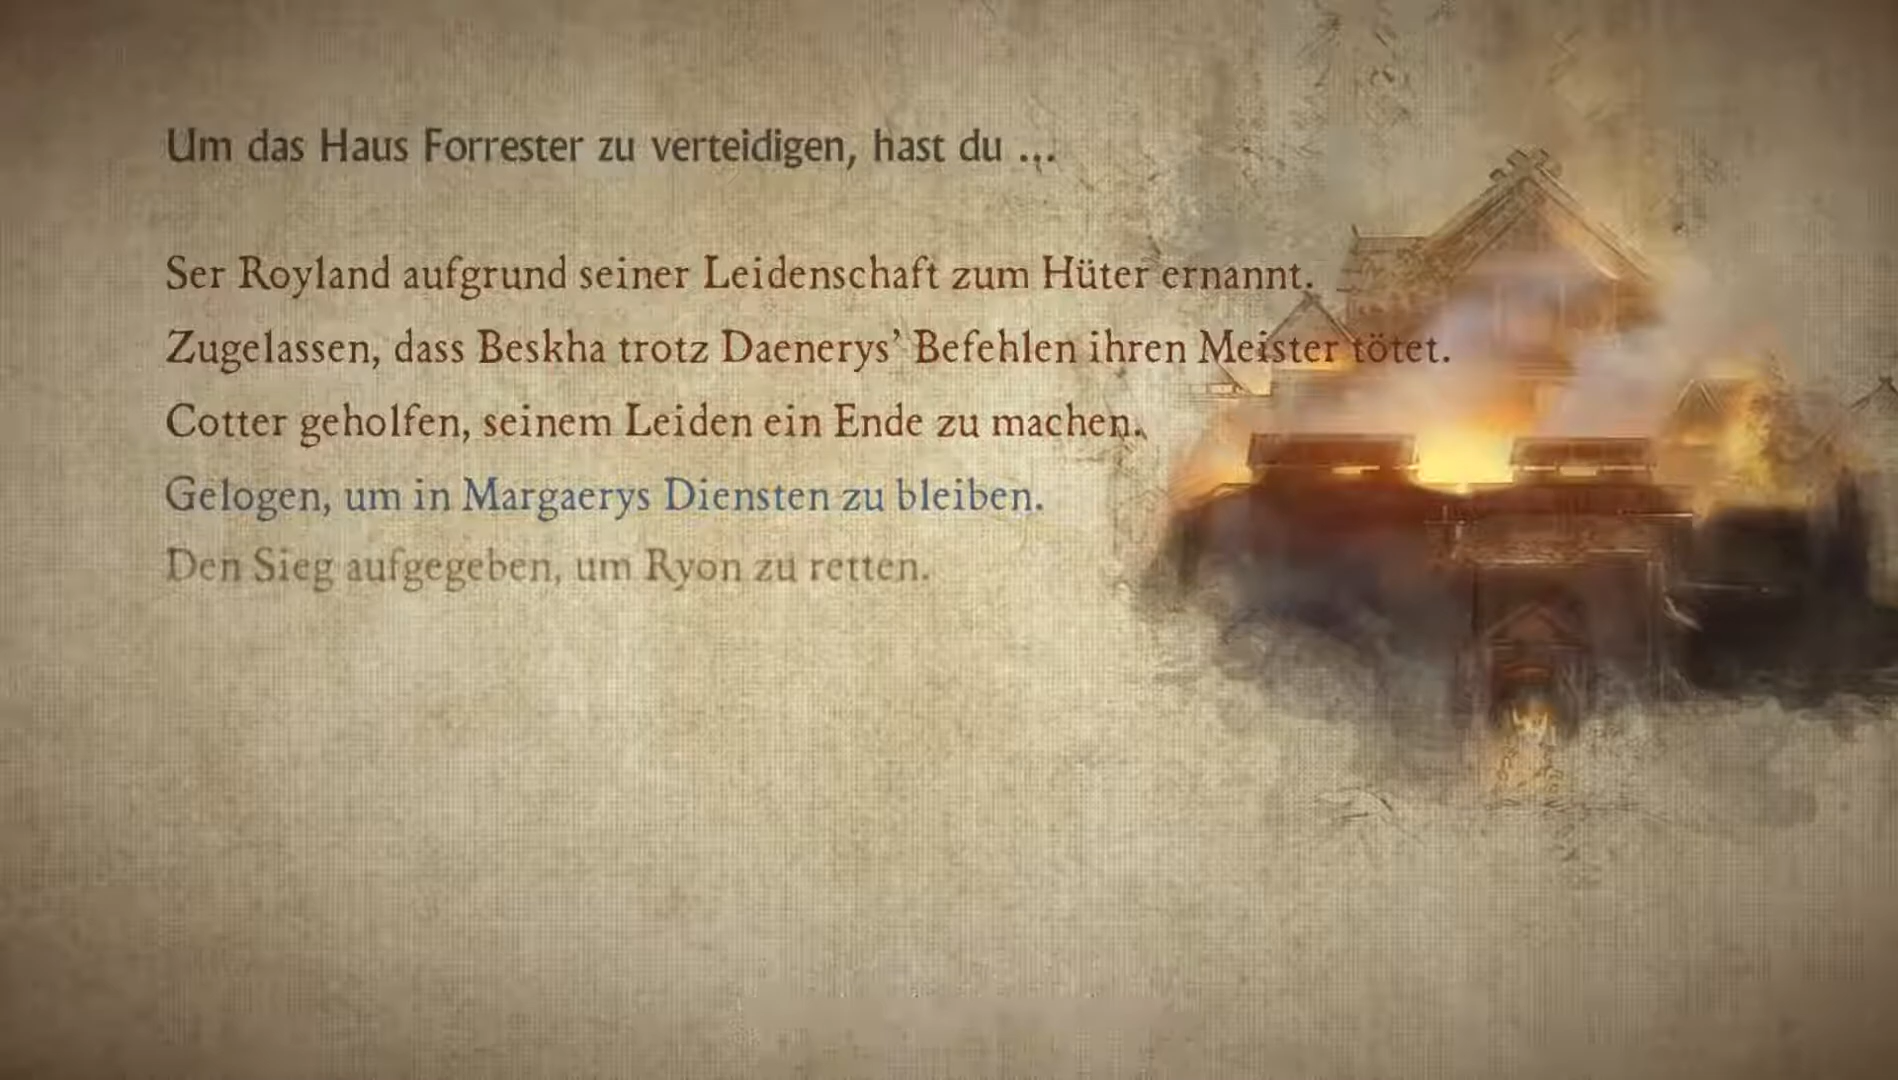 Um das Haus Forrester zu verteidigen, hast du ...
Ser Royland aufgrund seiner Leidenschaft zum Hüter ernannt.
Zugelassen, dass Beskha trotz Daenerys’ Befehlen ihren Meister tötet.
Cotter geholfen, seinem Leiden ein Ende zu machen.
Gelogen, um in Margaerys Diensten zu bleiben.
Den Sieg aufgegeben, um Ryon zu retten.